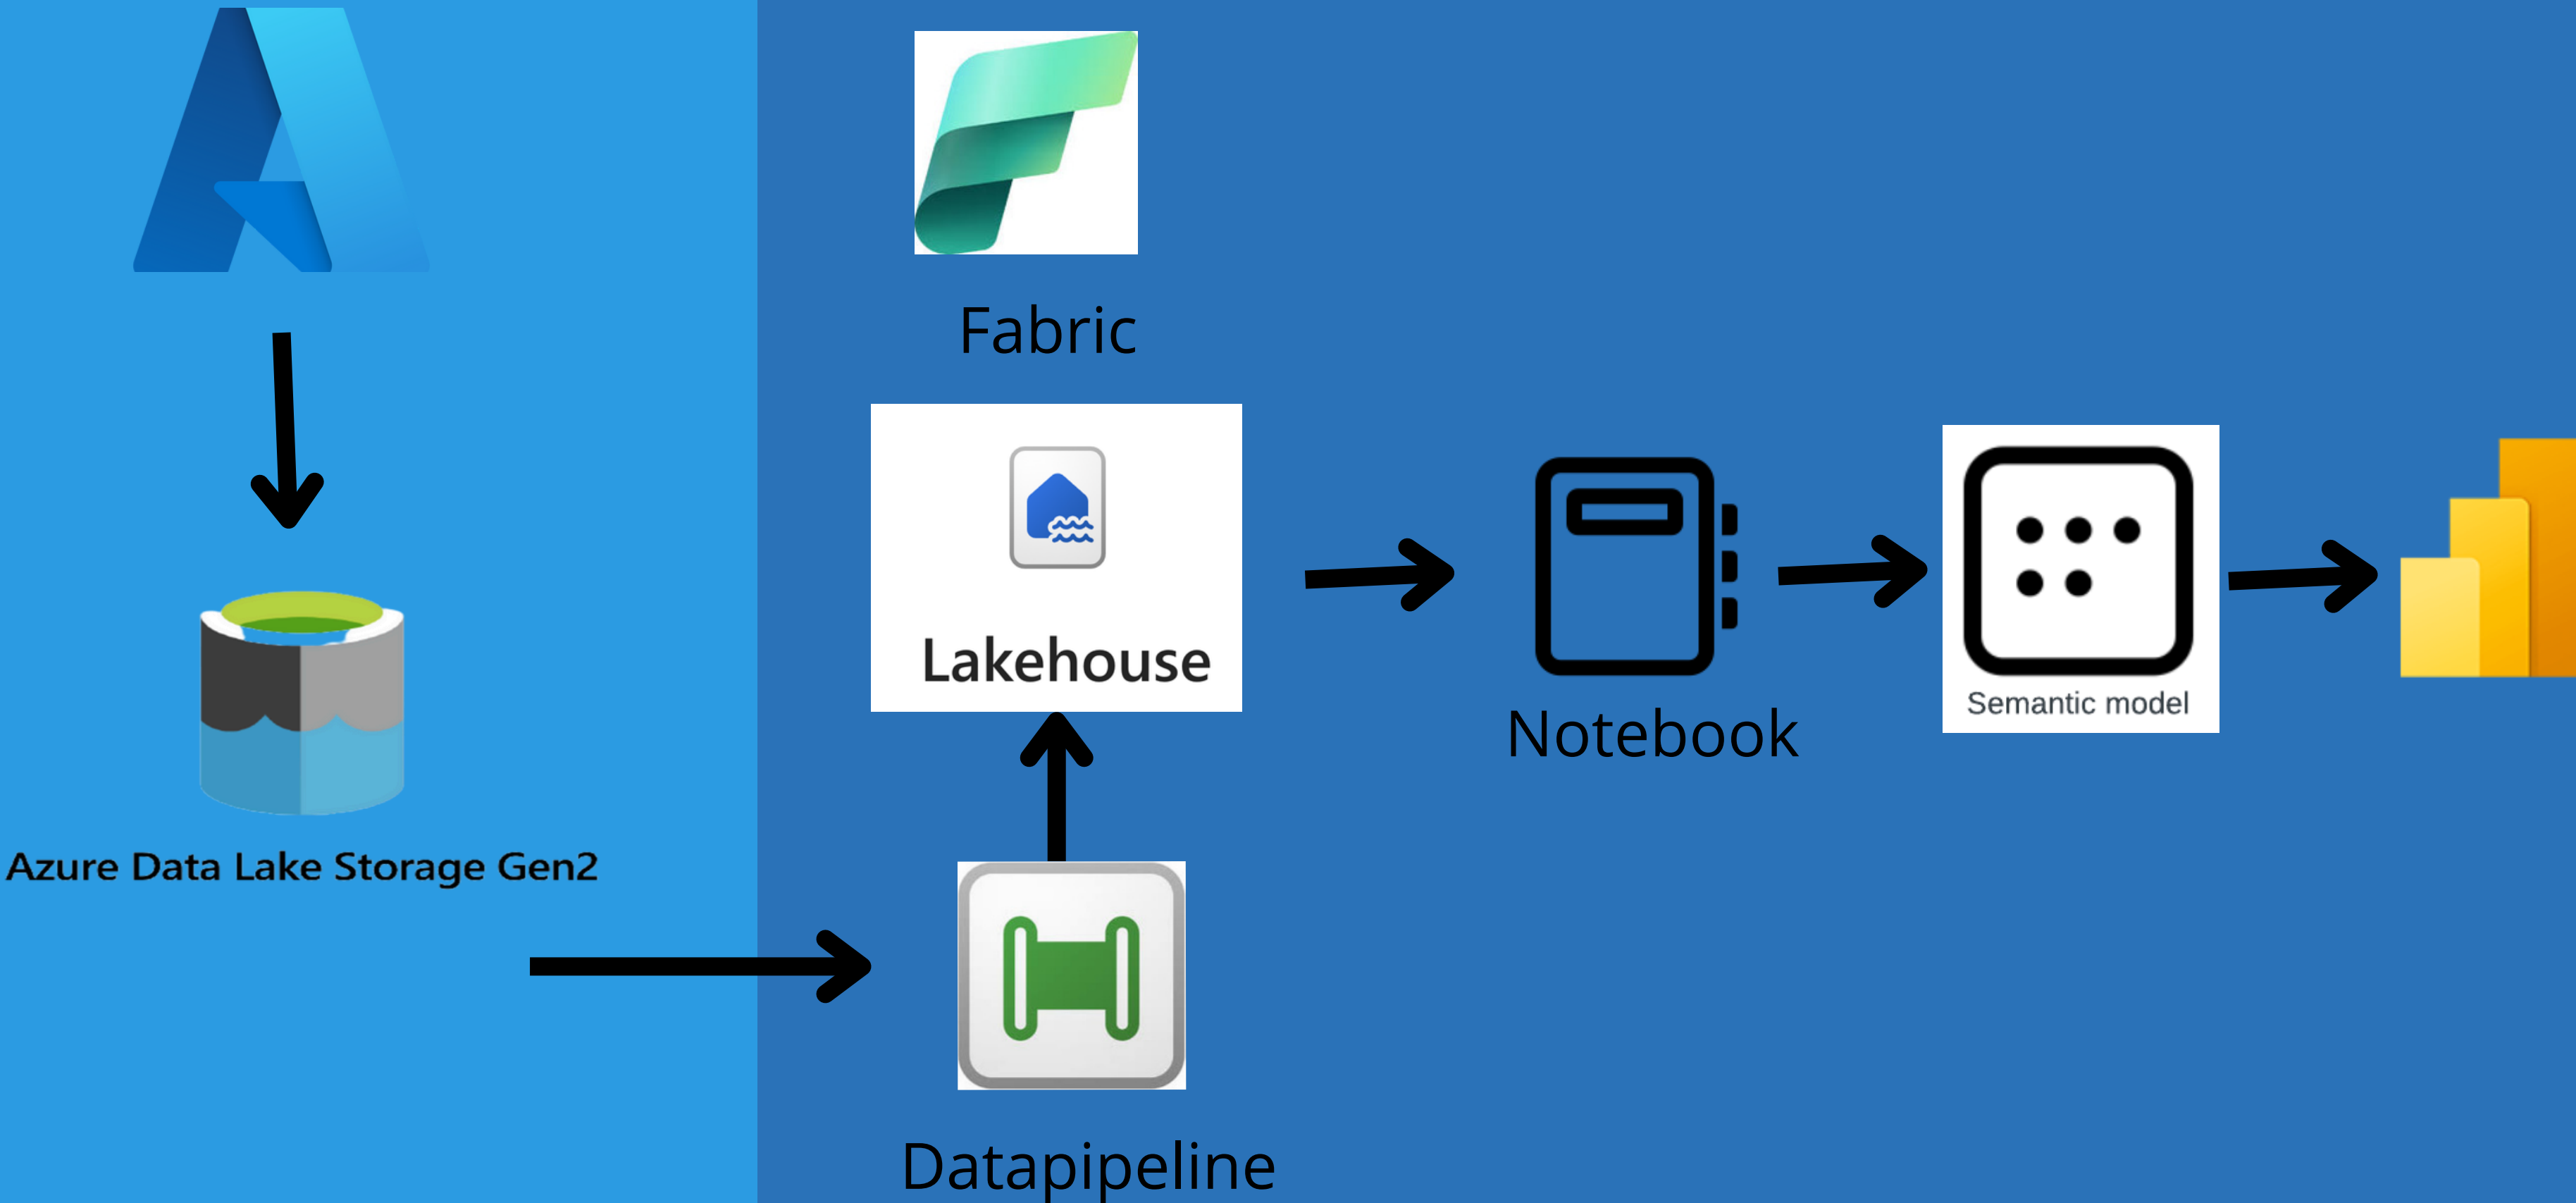 Azure Data Lake Storage Gen2
Fabric
Lakehouse
Datapipeline
Notebook
Semantic model